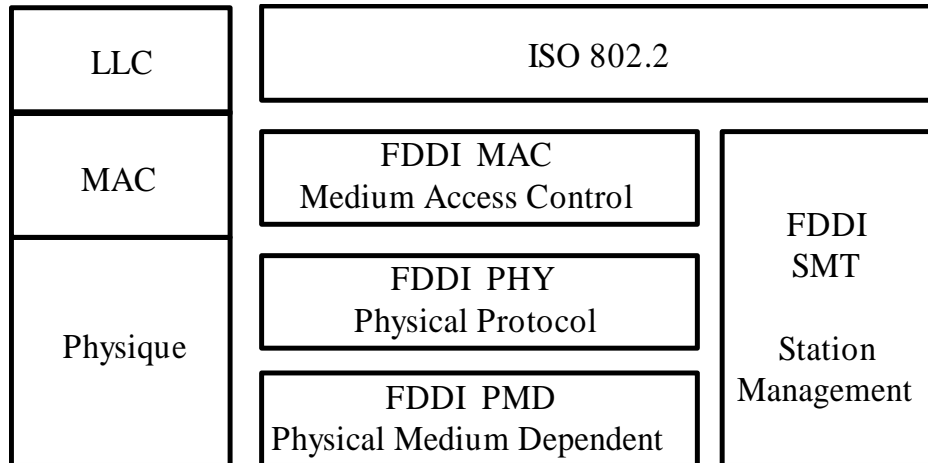 LLC
ISO 802.2
MAC
FDDI MAC
Medium Access Control
Physique
FDDI PHY
Physical Protocol
FDDI PMD
Physical Medium Dependent
FDDI
SMT
Station
Management